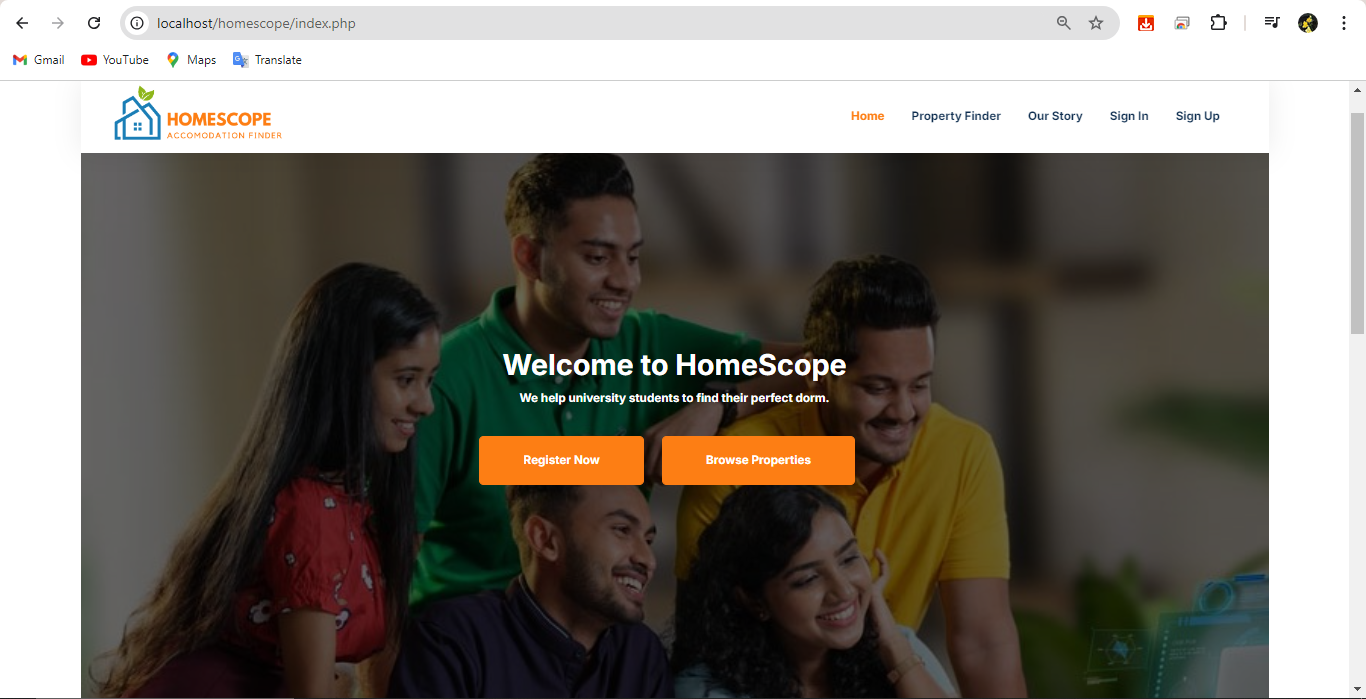 localhost/homescope/index.php
Gmail YouTube Maps Translate
HOMESCOPE
ACCOMODATION FINDER
Home Property Finder Our Story Sign In Sign Up
Welcome to HomeScope
We help university students to find their perfect dorm.
Register Now Browse Properties